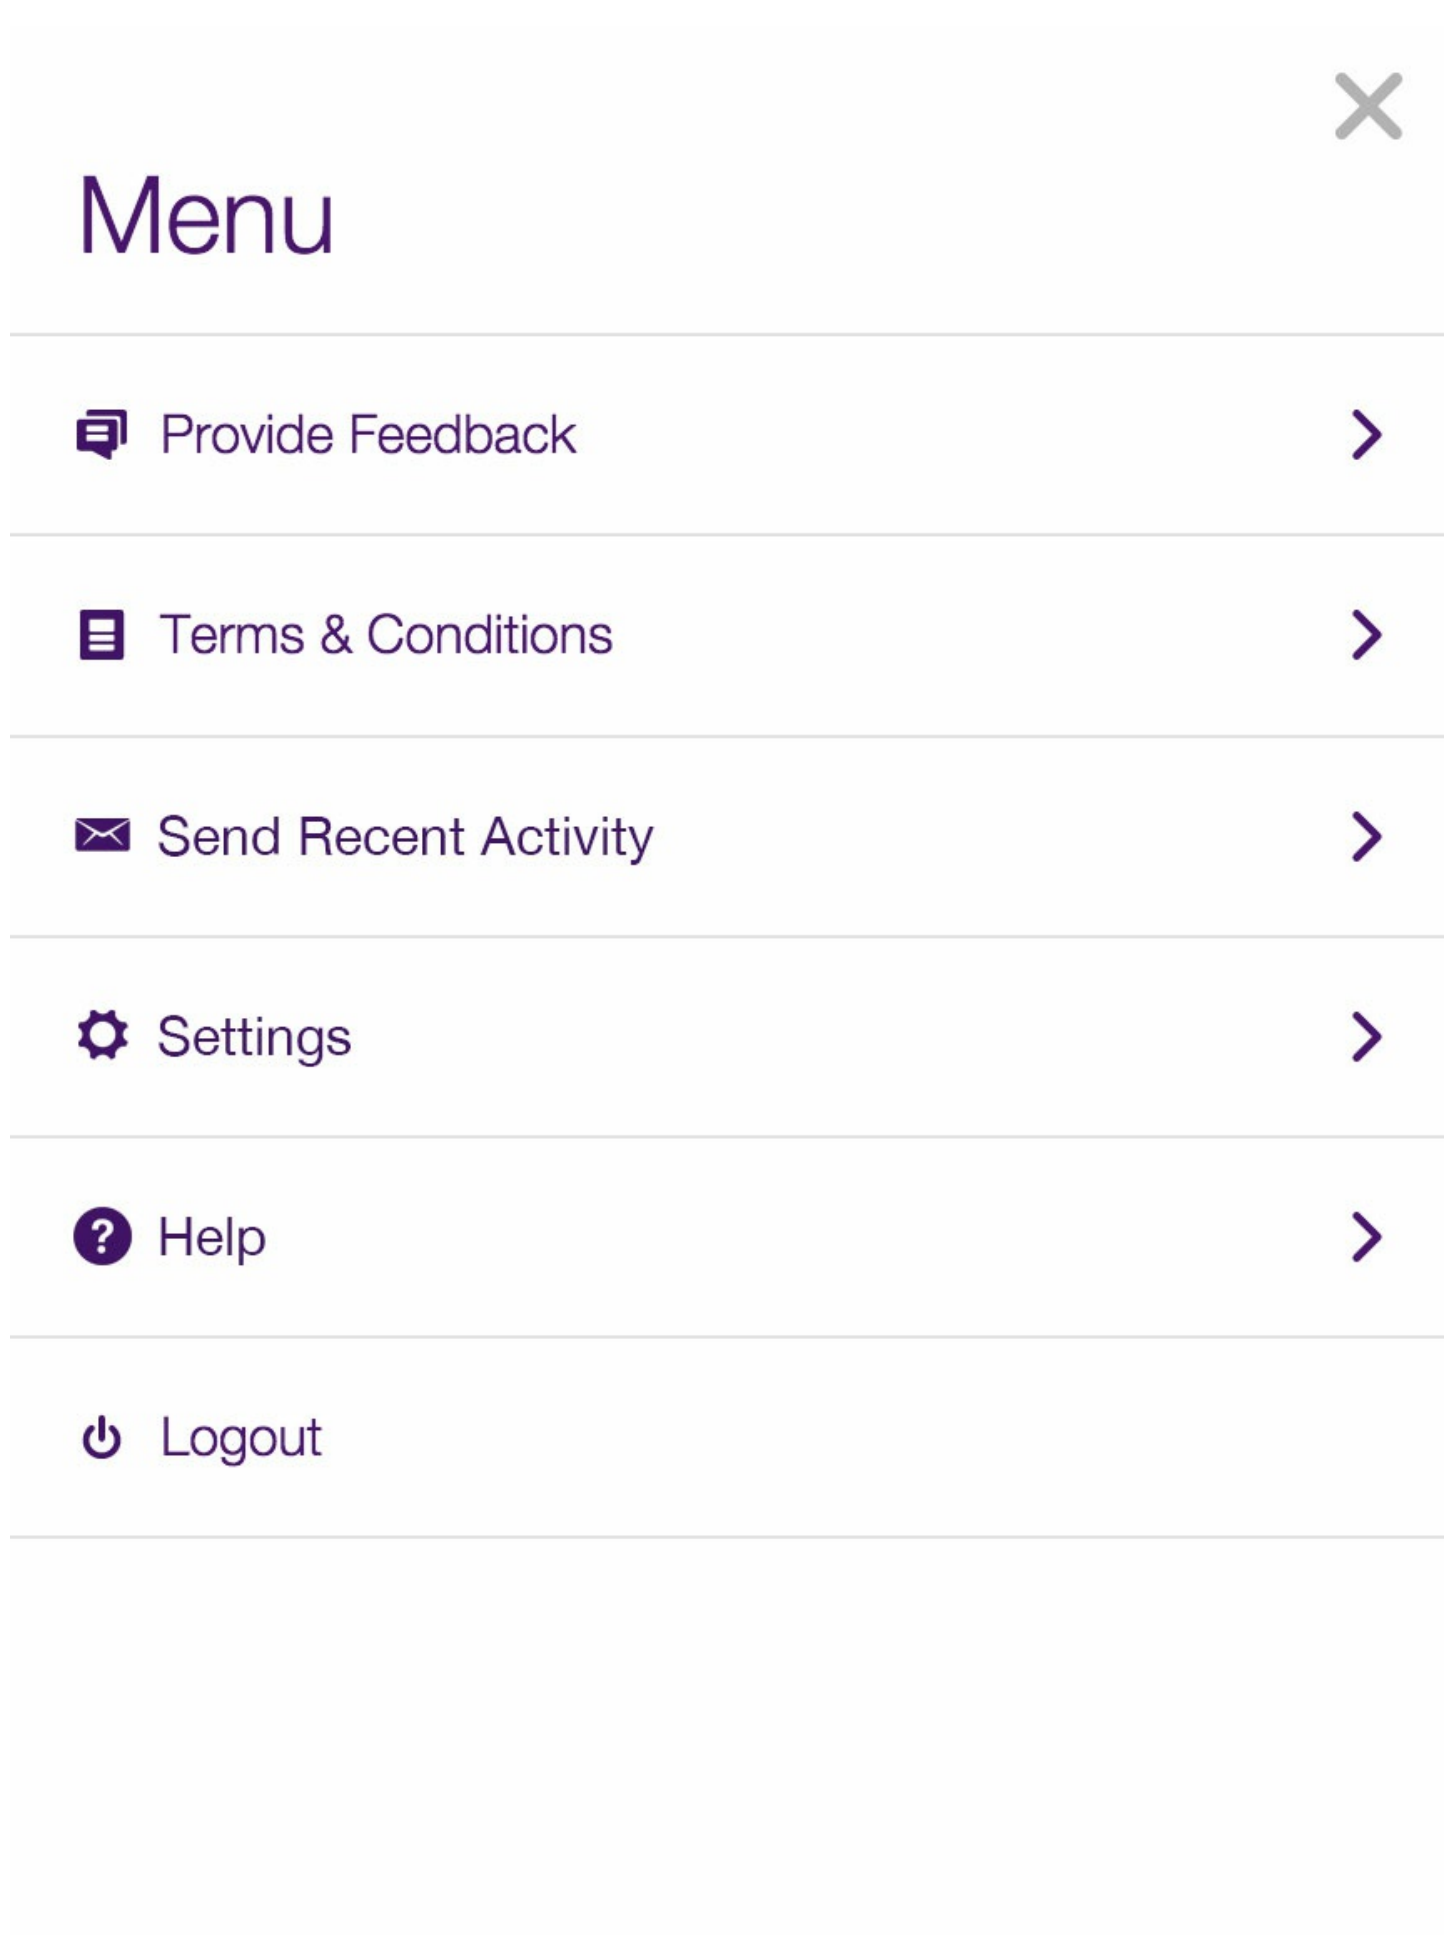 Menu
Provide Feedback
Terms & Conditions
Send Recent Activity
Settings
Help
Logout